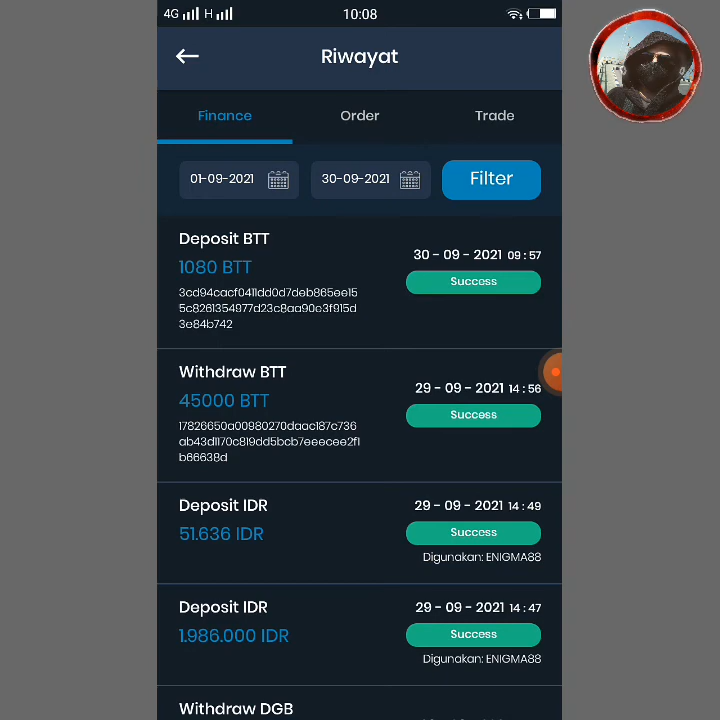 4G H 10:08
Riwayat
Finance Order Trade
01-09-2021 30-09-2021 Filter
Deposit BTT
30 - 09 - 2021 09 : 57
1080 BTT
Success
3cd94cacf0411dd0d7deb865ee15
5c8261354977d23c8aa90e3f915d
3e84b742
Withdraw BTT
29 - 09 - 2021 14 : 56
45000 BTT
Success
17826650a00980270daac187c736
ab43d1170c819dd5bcb7eeecee2f1
b66638d
Deposit IDR
29 - 09 - 2021 14 : 49
51.636 IDR
Success
Digunakan: ENIGMA88
Deposit IDR
29 - 09 - 2021 14 : 47
1.986.000 IDR
Success
Digunakan: ENIGMA88
Withdraw DGB